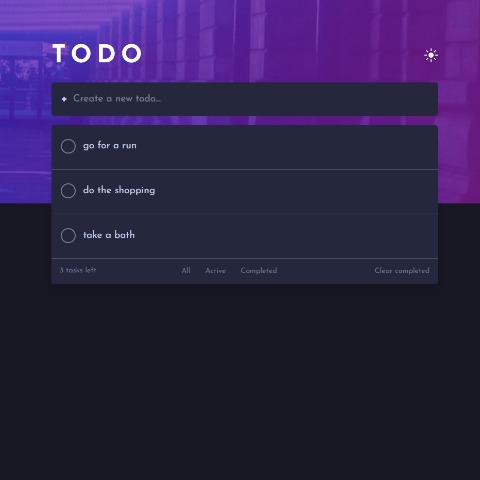 TODO
+ Create a new todo...
go for a run
do the shopping
take a bath
3 tasks left All Active Completed Clear completed